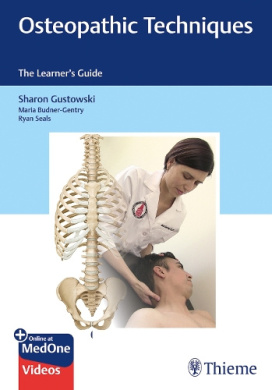 Osteopathic Techniques
The Learner's Guide
Sharon Gustowski
Maria Budner-Gentry
Ryan Seals
+ Online at
MedOne
Videos
Thieme